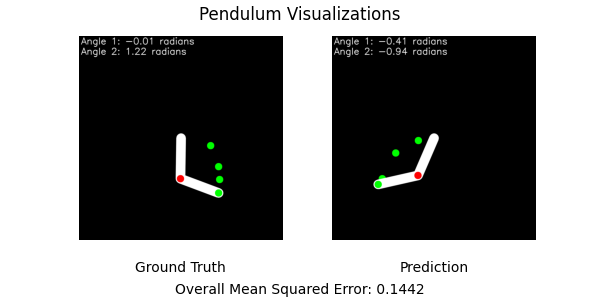 Pendulum Visualizations
Angle 1: −0.01 radians
Angle 2: 1.22 radians
Angle 1: −0.41 radians
Angle 2: −0.94 radians
Ground Truth
Prediction
Overall Mean Squared Error: 0.1442